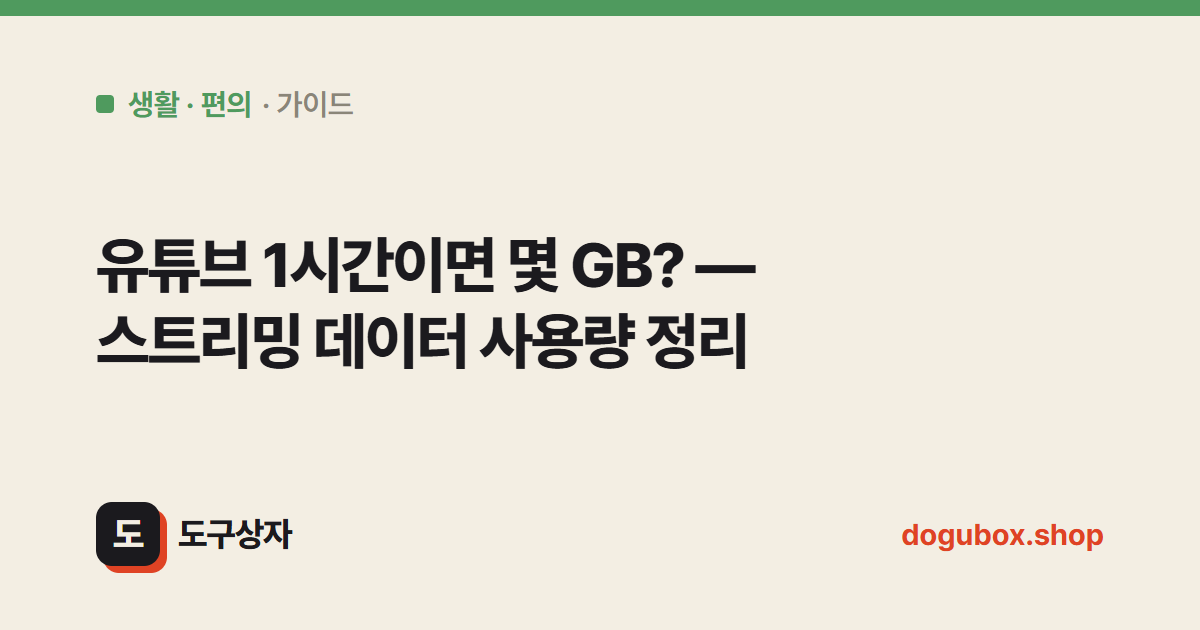 생활 · 편의 · 가이드
유튜브 1시간이면 몇 GB? —
스트리밍 데이터 사용량 정리
도 도구상자
dogubox.shop